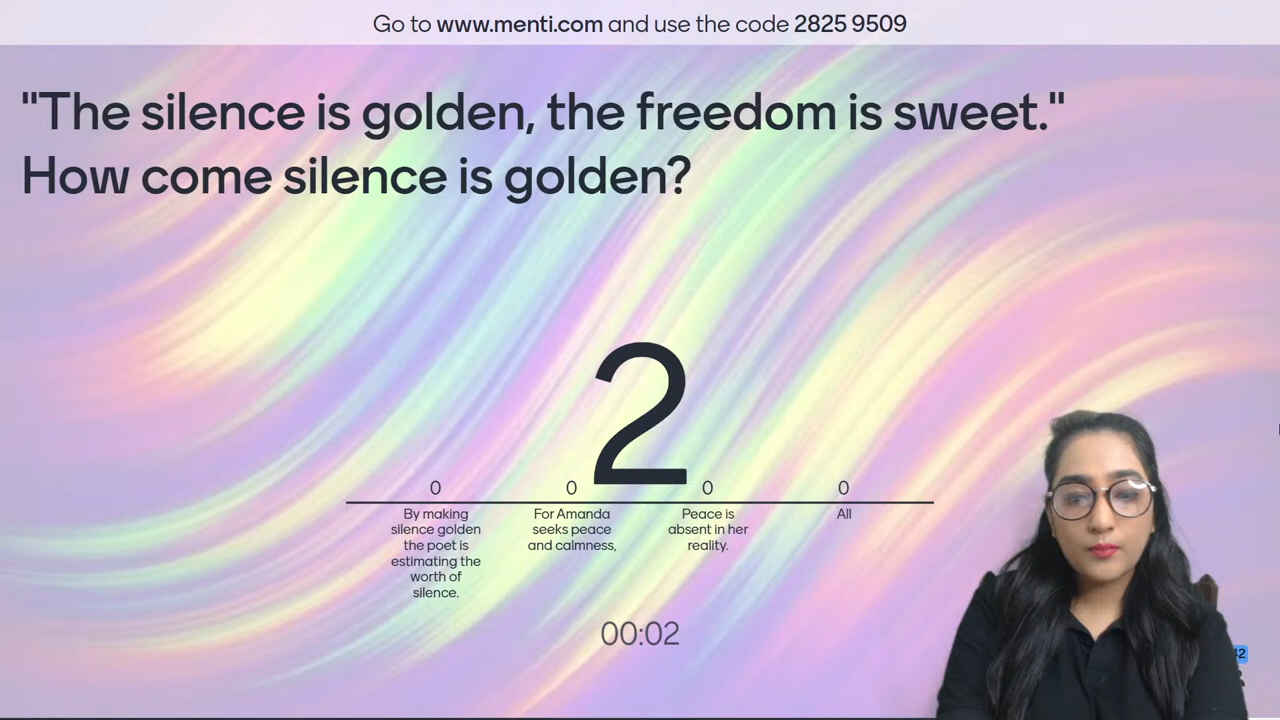 Go to www.menti.com and use the code 2825 9509
"The silence is golden, the freedom is sweet."
How come silence is golden?
2
0 0 0 0
By making
silence golden
the poet is
estimating the
worth of
silence.
For Amanda
seeks peace
and calmness,
Peace is
absent in her
reality.
All
00:02